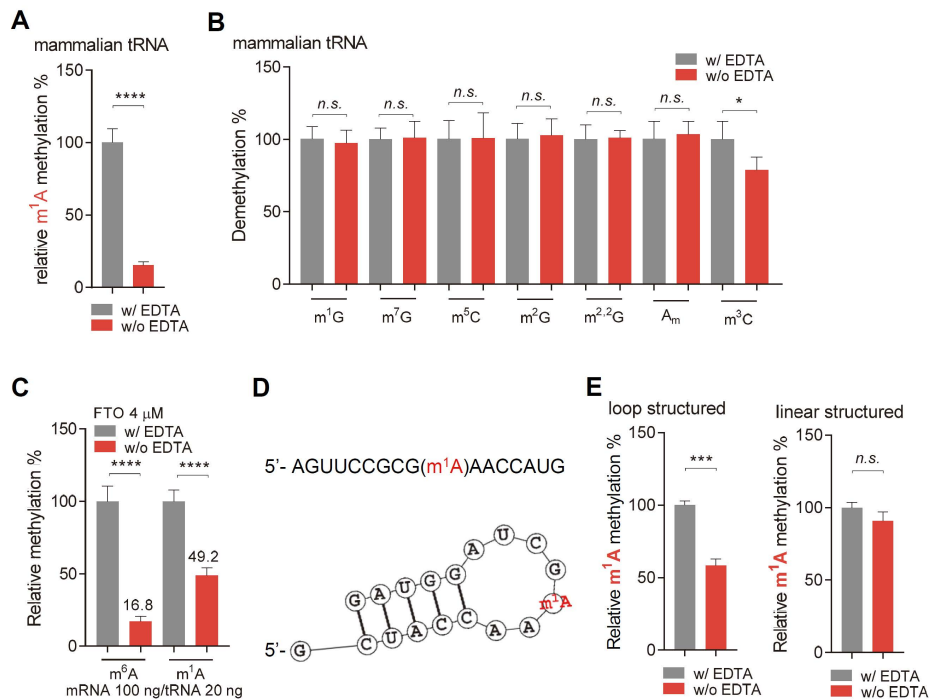 A
mammalian tRNA
relative m¹A methylation %
150
100
50
0
****
w/ EDTA
w/o EDTA
B
mammalian tRNA
Demethylation %
150
100
50
0
w/ EDTA
w/o EDTA
n.s. n.s. n.s. n.s. n.s. n.s. *
m¹G m⁷G m⁵C m²G m²,²G Aₘ m³C
C
FTO 4 μM
w/ EDTA
w/o EDTA
Relative methylation %
150
100
50
0
**** ****
16.8 49.2
m⁶A m¹A
mRNA 100 ng/tRNA 20 ng
D
5'- AGUUCCGCG(m¹A)AACCAUG
G A U G G A U C G
m¹A
5'- G C U A C C A A
E
loop structured
Relative m¹A methylation %
150
100
50
0
***
w/ EDTA
w/o EDTA
linear structured
Relative m¹A methylation %
150
100
50
0
n.s.
w/ EDTA
w/o EDTA